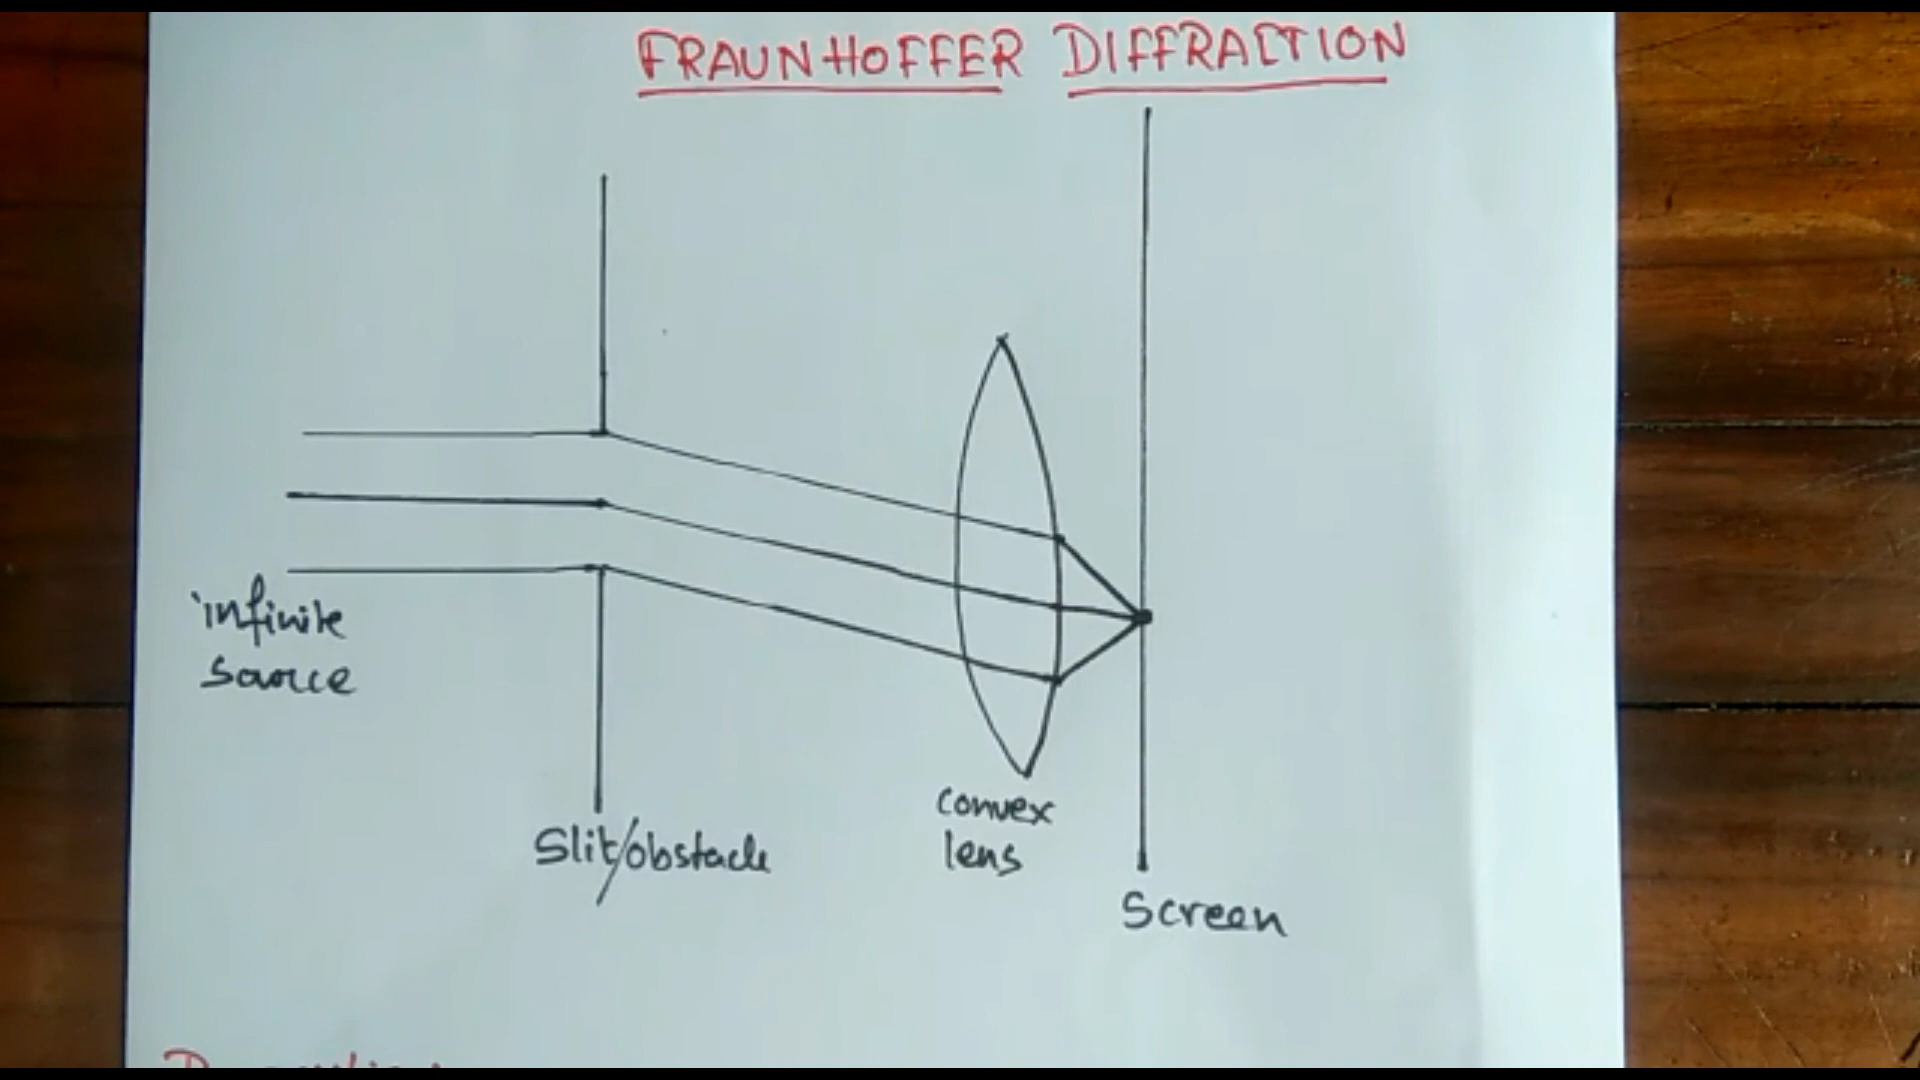 FRAUNHOFFER DIFFRACTION
infinite
source
Slit/obstacle
convex
lens
Screen